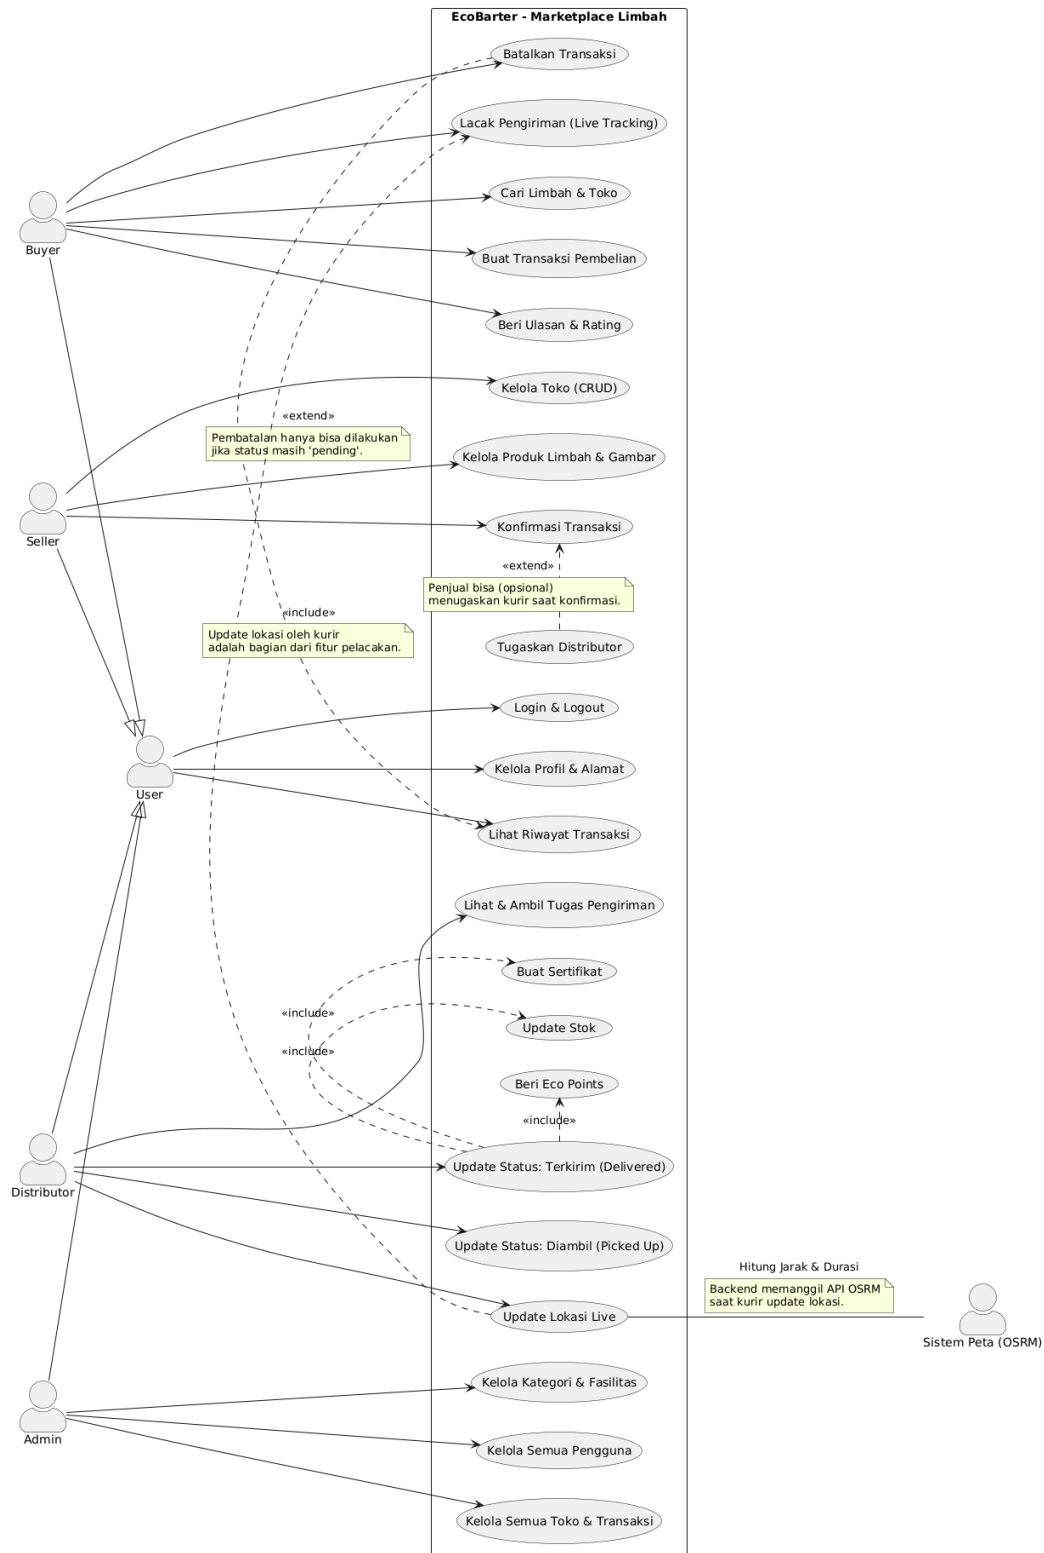 EcoBarter - Marketplace Limbah
Batalkan Transaksi
Lacak Pengiriman (Live Tracking)
Cari Limbah & Toko
Buyer
Buat Transaksi Pembelian
Beri Ulasan & Rating
Kelola Toko (CRUD)
«extend»
Pembatalan hanya bisa dilakukan
jika status masih 'pending'.
Kelola Produk Limbah & Gambar
Konfirmasi Transaksi
Seller
«extend»
Penjual bisa (opsional)
menugaskan kurir saat konfirmasi.
«include»
Update lokasi oleh kurir
adalah bagian dari fitur pelacakan.
Tugaskan Distributor
Login & Logout
Kelola Profil & Alamat
User
Lihat Riwayat Transaksi
Lihat & Ambil Tugas Pengiriman
Buat Sertifikat
«include»
Update Stok
«include»
Beri Eco Points
«include»
Update Status: Terkirim (Delivered)
Distributor
Update Status: Diambil (Picked Up)
Hitung Jarak & Durasi
Backend memanggil API OSRM
saat kurir update lokasi.
Update Lokasi Live
Sistem Peta (OSRM)
Kelola Kategori & Fasilitas
Admin
Kelola Semua Pengguna
Kelola Semua Toko & Transaksi